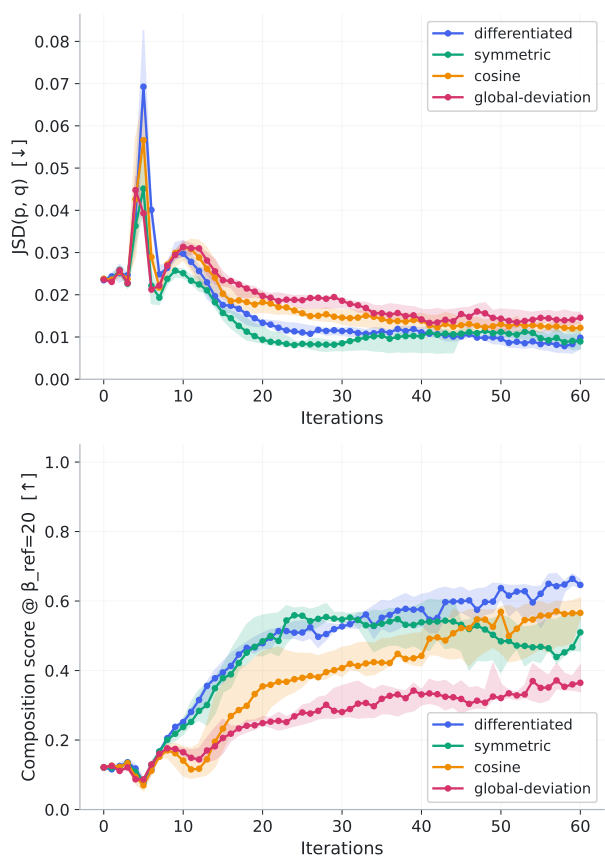 JSD(p, q) [↓]
0.08
0.07
0.06
0.05
0.04
0.03
0.02
0.01
0.00
differentiated
symmetric
cosine
global-deviation
0 10 20 30 40 50 60
Iterations
Composition score @ β_ref=20 [↑]
1.0
0.8
0.6
0.4
0.2
0.0
differentiated
symmetric
cosine
global-deviation
0 10 20 30 40 50 60
Iterations